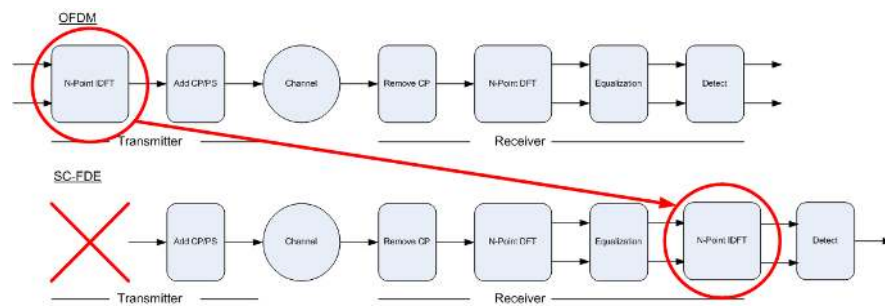 OFDM
N-Point IDFT
Add CP/PS
Channel
Remove CP
N-Point DFT
Equalization
Detect
Transmitter
Receiver
SC-FDE
Add CP/PS
Channel
Remove CP
N-Point DFT
Equalization
N-Point IDFT
Detect
Transmitter
Receiver